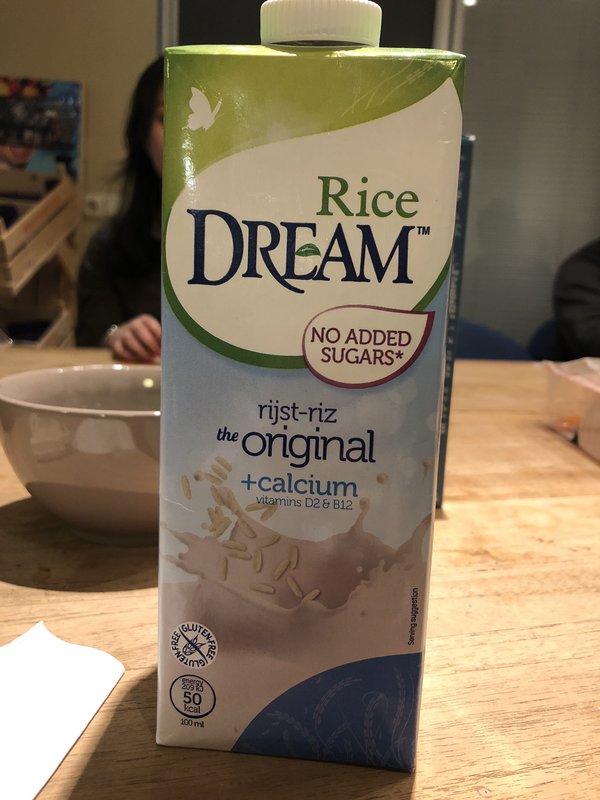 Rice
DREAM™
NO ADDED
SUGARS*
rijst-riz
the original
+calcium
vitamins D2 & B12
Serving suggestion
GLUTEN-FREE
GLUTEN-FREE
energy
209 kJ
50
kcal
100 ml